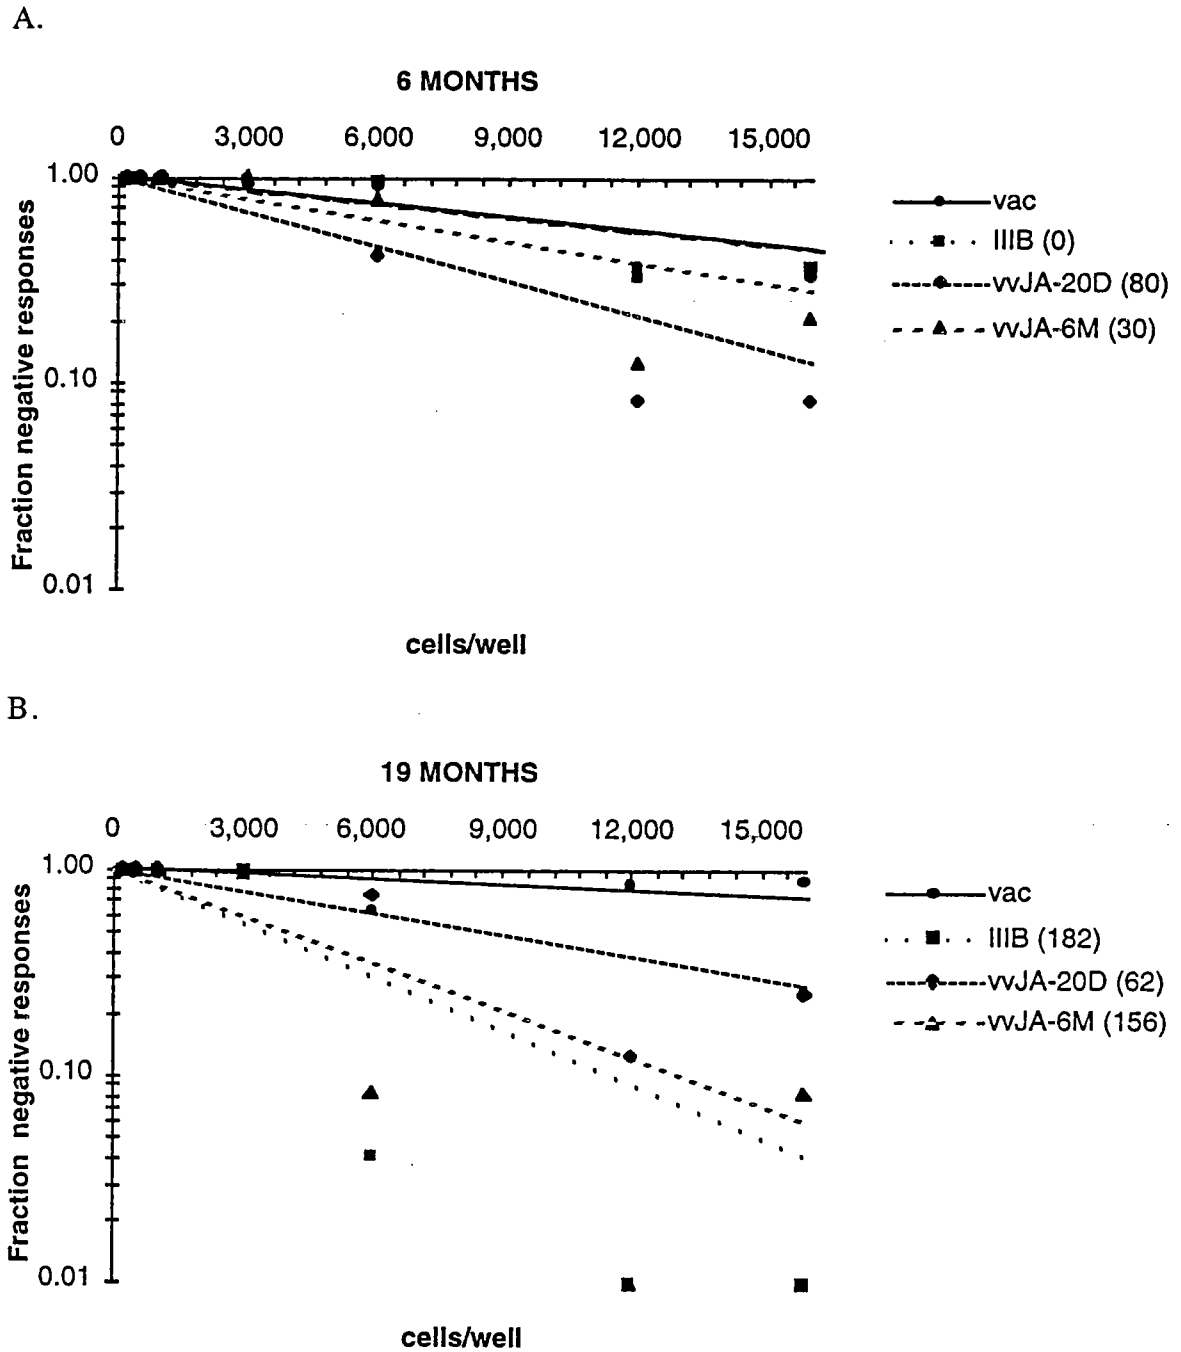 A.
6 MONTHS
0 3,000 6,000 9,000 12,000 15,000
1.00
0.10
0.01
Fraction negative responses
cells/well
vac
IIIB (0)
vvJA-20D (80)
vvJA-6M (30)
B.
19 MONTHS
0 3,000 6,000 9,000 12,000 15,000
1.00
0.10
0.01
Fraction negative responses
cells/well
vac
IIIB (182)
vvJA-20D (62)
vvJA-6M (156)